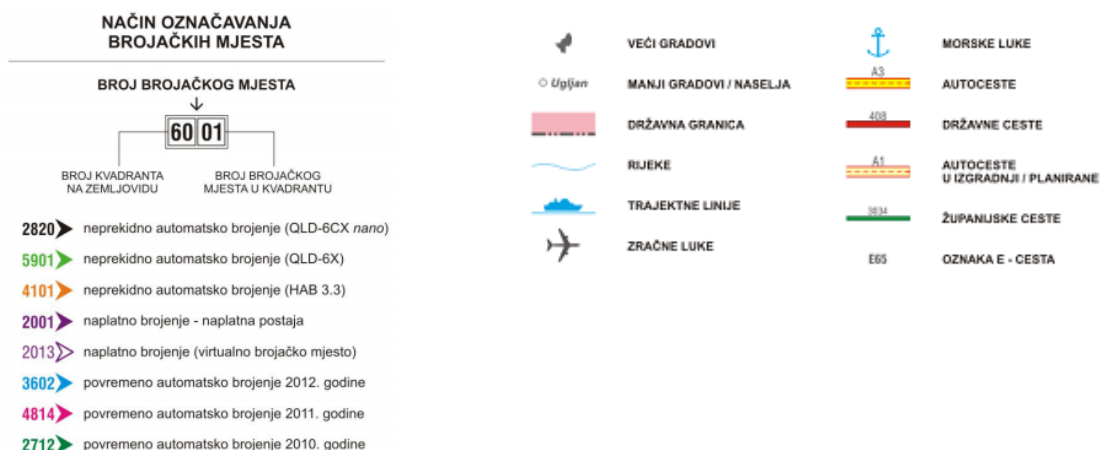 NAČIN OZNAČAVANJA
BROJAČKIH MJESTA
BROJ BROJAČKOG MJESTA
60 01
BROJ KVADRANTA
NA ZEMLJOVIDU
BROJ BROJAČKOG
MJESTA U KVADRANTU
2820 neprekidno automatsko brojenje (QLD-6CX nano)
5901 neprekidno automatsko brojenje (QLD-6X)
4101 neprekidno automatsko brojenje (HAB 3.3)
2001 naplatno brojenje - naplatna postaja
2013 naplatno brojenje (virtualno brojačko mjesto)
3602 povremeno automatsko brojenje 2012. godine
4814 povremeno automatsko brojenje 2011. godine
2712 povremeno automatsko brojenje 2010. godine
VEĆI GRADOVI
Ugljan MANJI GRADOVI / NASELJA
DRŽAVNA GRANICA
RIJEKE
TRAJEKTNE LINIJE
ZRAČNE LUKE
MORSKE LUKE
A3 AUTOCESTE
408 DRŽAVNE CESTE
A1 AUTOCESTE
U IZGRADNJI / PLANIRANE
3034 ŽUPANIJSKE CESTE
E65 OZNAKA E - CESTA